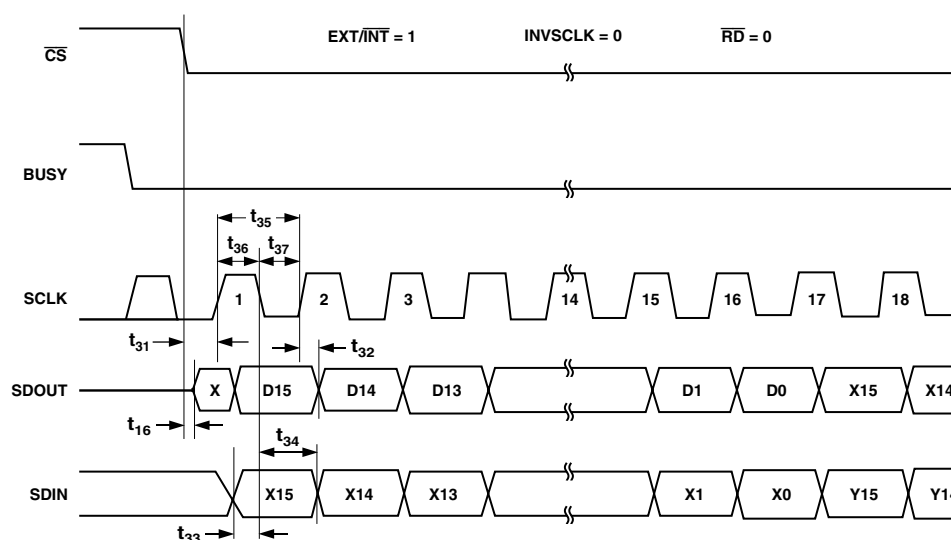 EXT/INT = 1 INVSCLK = 0 RD = 0
CS
BUSY
t35
t36 t37
SCLK 1 2 3 14 15 16 17 18
t31 t32
SDOUT X D15 D14 D13 D1 D0 X15 X14
t16 t34
SDIN X15 X14 X13 X1 X0 Y15
t33